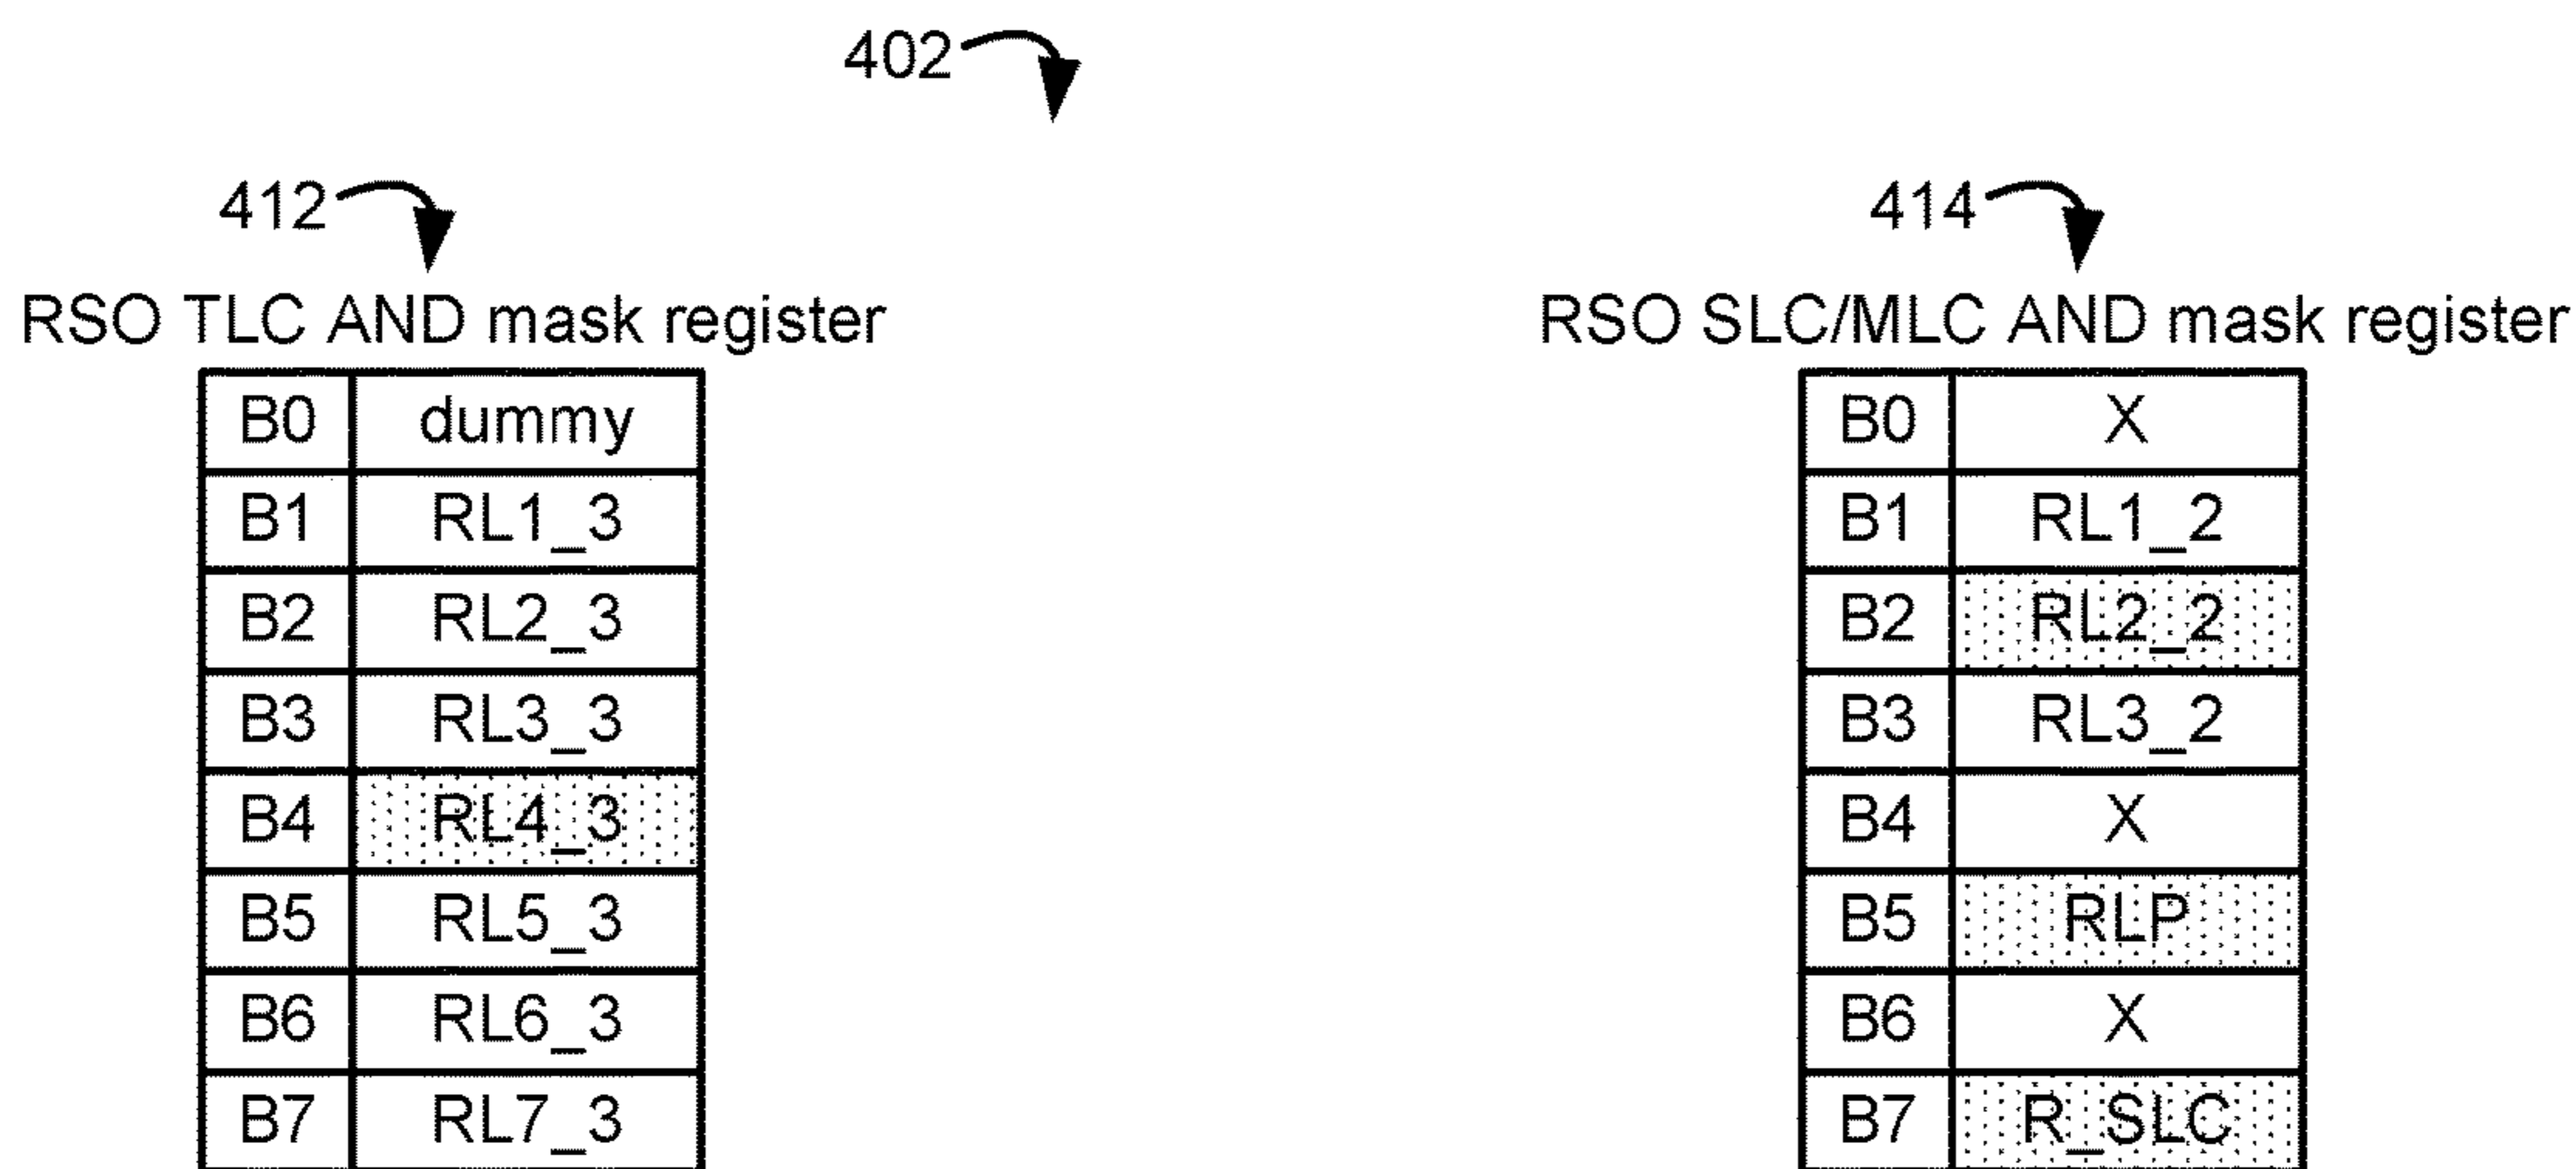 402
412
RSO TLC AND mask register
B0 dummy
B1 RL1_3
B2 RL2_3
B3 RL3_3
B4 RL4_3
B5 RL5_3
B6 RL6_3
B7 RL7_3
414
RSO SLC/MLC AND mask register
B0 X
B1 RL1_2
B2 RL2_2
B3 RL3_2
B4 X
B5 RLP
B6 X
B7 R_SLC